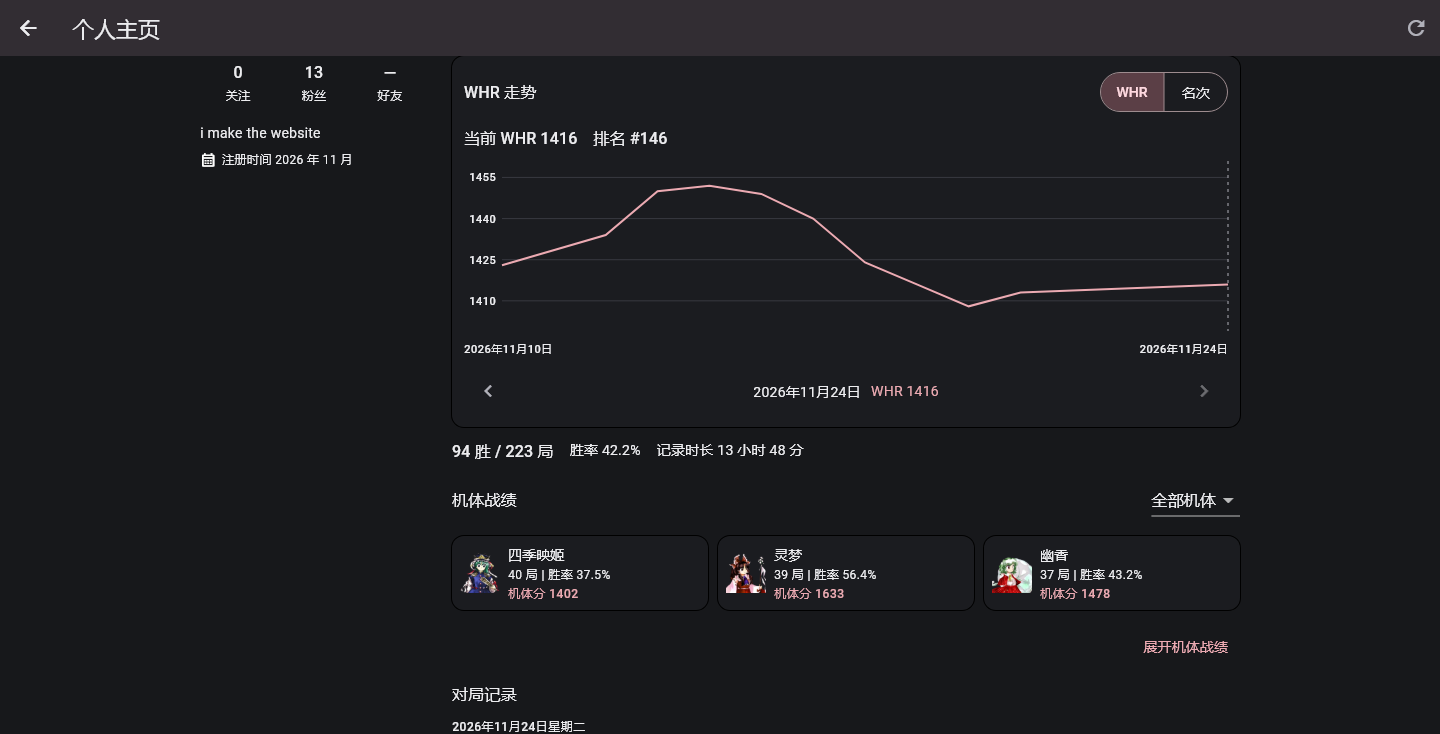 个人主页
0 13 —
关注 粉丝 好友
i make the website
注册时间 2026 年 11 月
WHR 走势
WHR 名次
当前 WHR 1416 排名 #146
1455
1440
1425
1410
2026年11月10日 2026年11月24日
2026年11月24日 WHR 1416
94 胜 / 223 局 胜率 42.2% 记录时长 13 小时 48 分
机体战绩 全部机体
四季映姬
40 局 | 胜率 37.5%
机体分 1402
灵梦
39 局 | 胜率 56.4%
机体分 1633
幽香
37 局 | 胜率 43.2%
机体分 1478
展开机体战绩
对局记录
2026年11月24日星期二